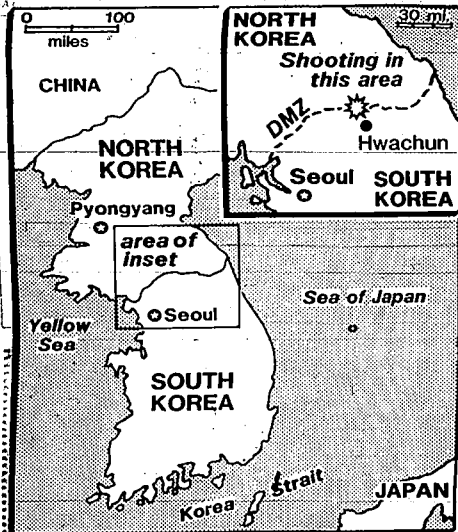 0 100
miles
CHINA
NORTH
KOREA
Pyongyang
area of
inset
Seoul
Yellow
Sea
SOUTH
KOREA
Sea of Japan
Korea Strait
JAPAN
NORTH
KOREA
30 mi.
Shooting in
this area
DMZ
Hwachun
Seoul
SOUTH
KOREA